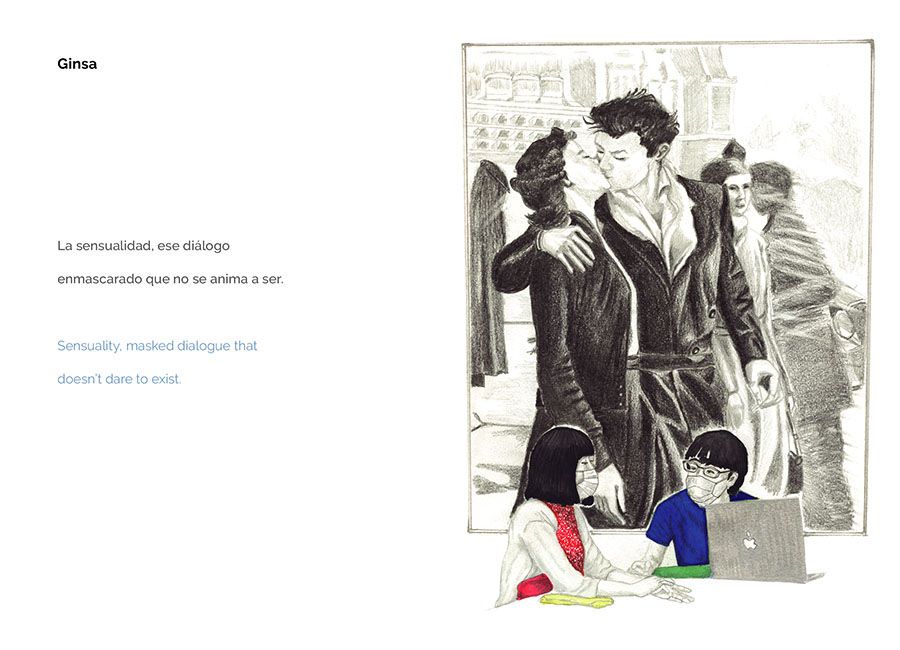 Ginsa
La sensualidad, ese diálogo
enmascarado que no se anima a ser.
Sensuality, masked dialogue that
doesn't dare to exist.